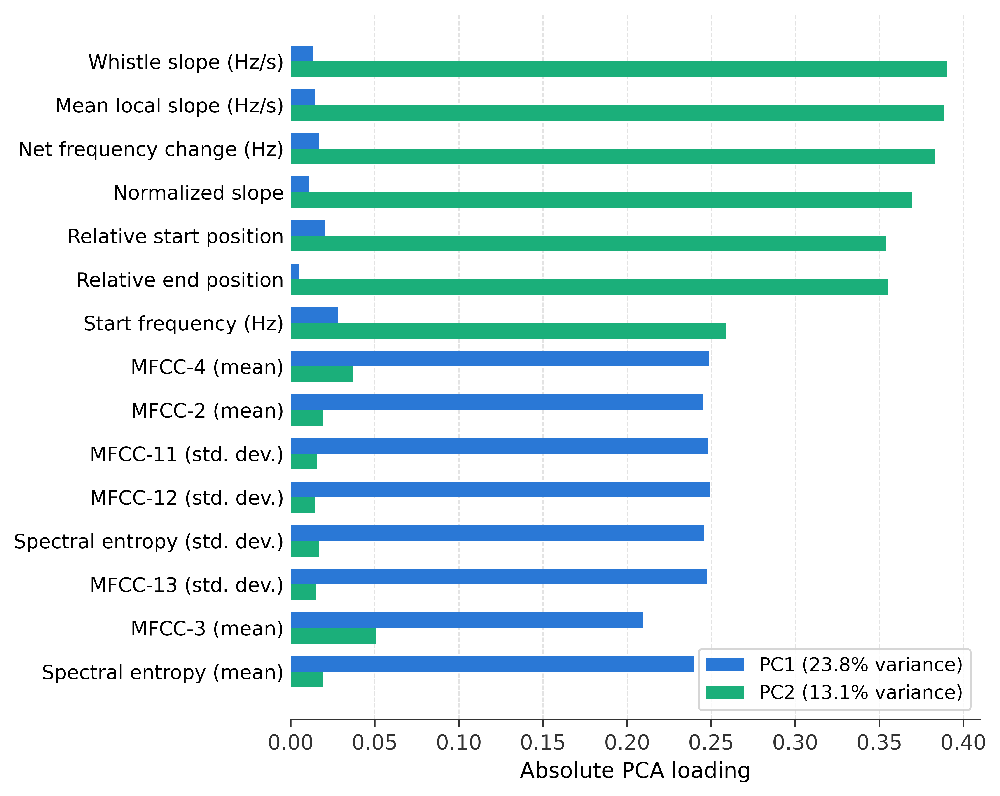 Whistle slope (Hz/s)
Mean local slope (Hz/s)
Net frequency change (Hz)
Normalized slope
Relative start position
Relative end position
Start frequency (Hz)
MFCC-4 (mean)
MFCC-2 (mean)
MFCC-11 (std. dev.)
MFCC-12 (std. dev.)
Spectral entropy (std. dev.)
MFCC-13 (std. dev.)
MFCC-3 (mean)
Spectral entropy (mean)
PC1 (23.8% variance)
PC2 (13.1% variance)
0.00 0.05 0.10 0.15 0.20 0.25 0.30 0.35 0.40
Absolute PCA loading